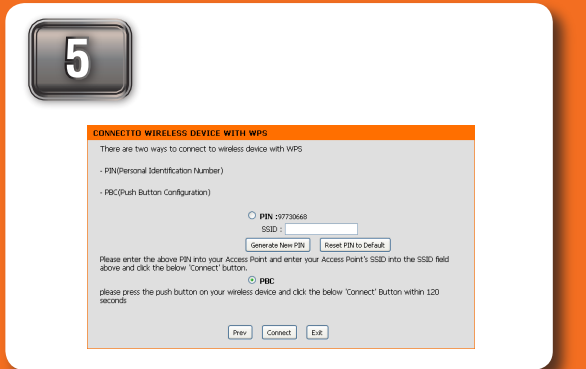 5
CONNECTTO WIRELESS DEVICE WITH WPS
There are two ways to connect to wireless device with WPS
- PIN(Personal Identification Number)
- PBC(Push Button Configuration)
PIN :97730668
SSID :
Generate New PIN Reset PIN to Default
Please enter the above PIN into your Access Point and enter your Access Point's SSID into the SSID field
above and click the below 'Connect' button.
PBC
please press the push button on your wireless device and click the below 'Connect' Button within 120
seconds
Prev Connect Exit